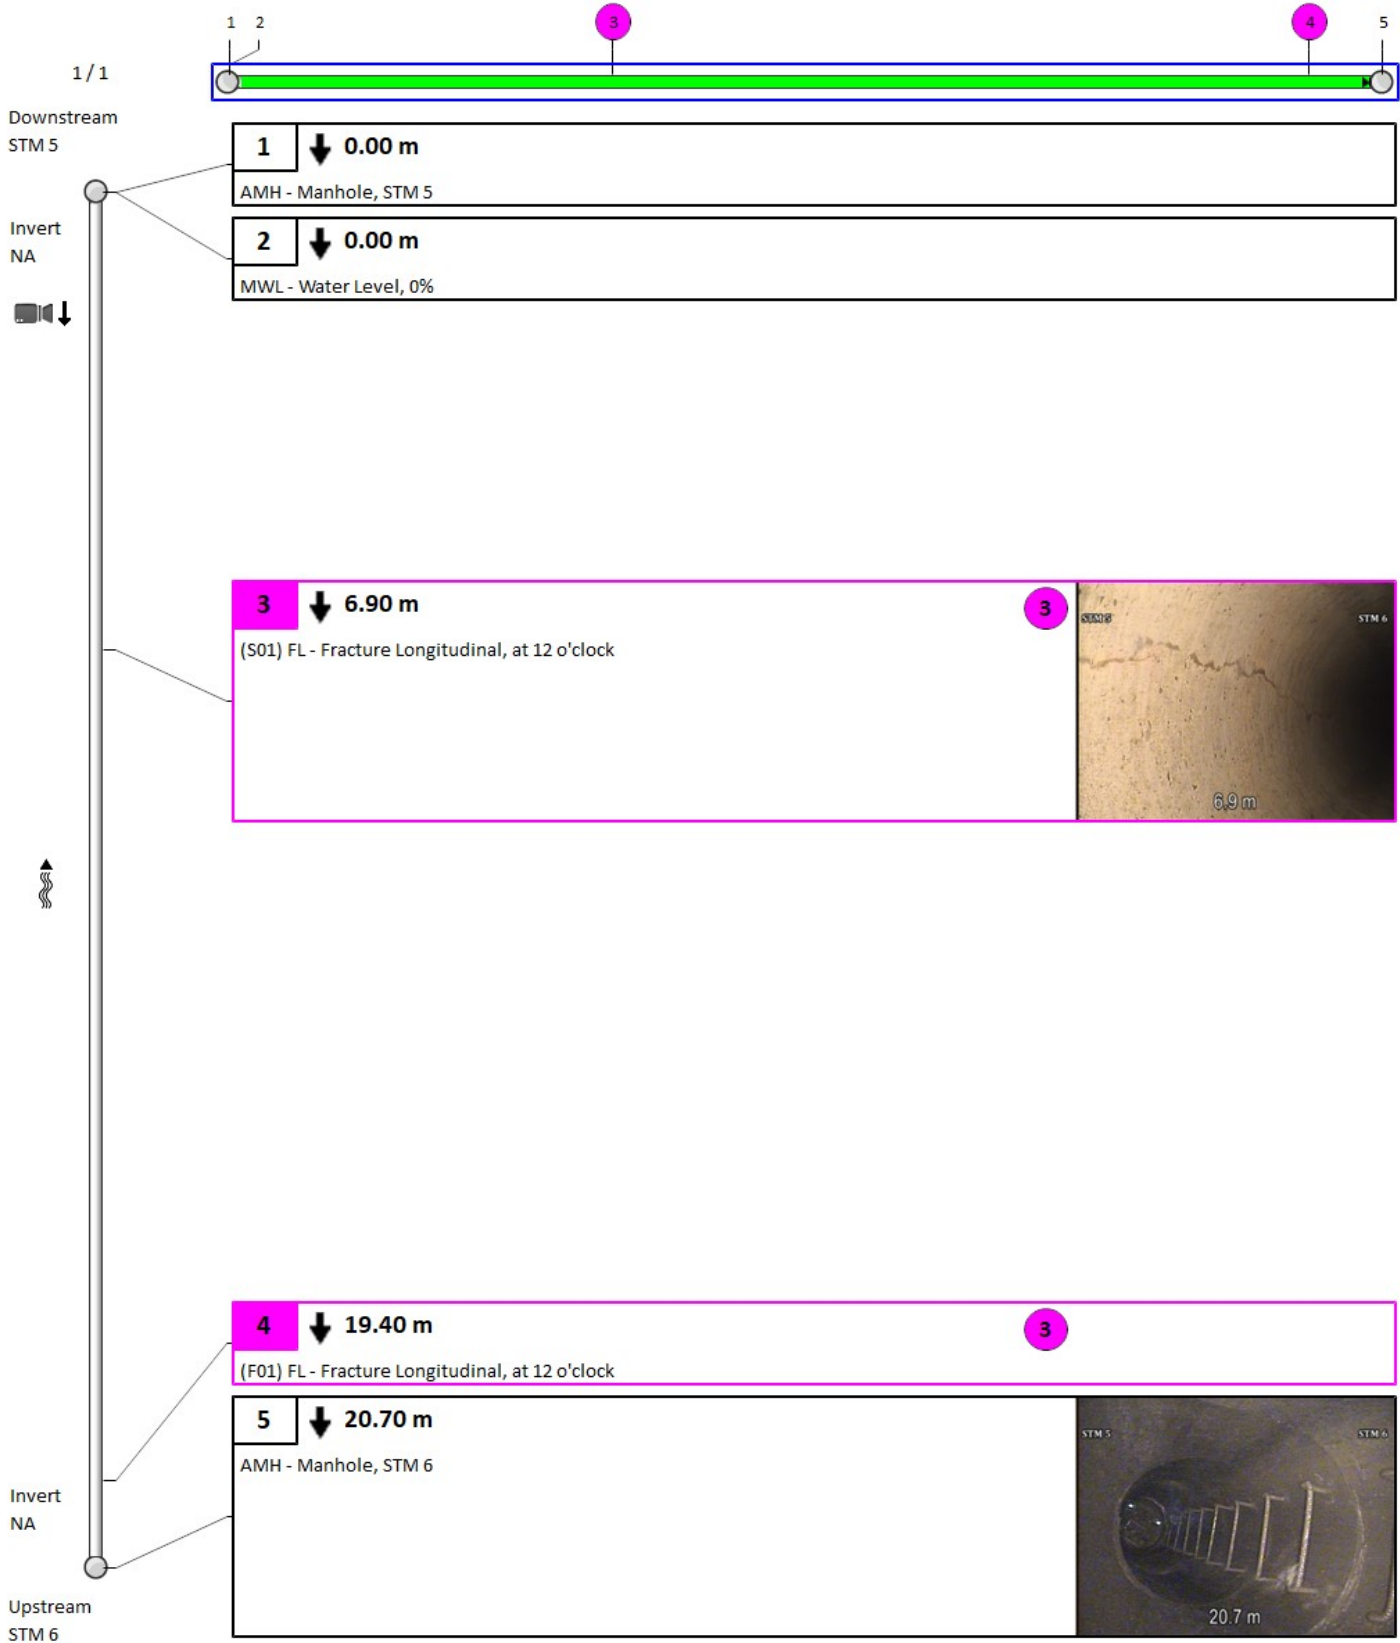 1 2 3 4 5
1 / 1
Downstream
STM 5
1 0.00 m
AMH - Manhole, STM 5
Invert
NA
2 0.00 m
MWL - Water Level, 0%
3 6.90 m 3
(S01) FL - Fracture Longitudinal, at 12 o'clock
STM 5 STM 6
6.9 m
4 19.40 m 3
(F01) FL - Fracture Longitudinal, at 12 o'clock
5 20.70 m
AMH - Manhole, STM 6
STM 5 STM 6
20.7 m
Invert
NA
Upstream
STM 6